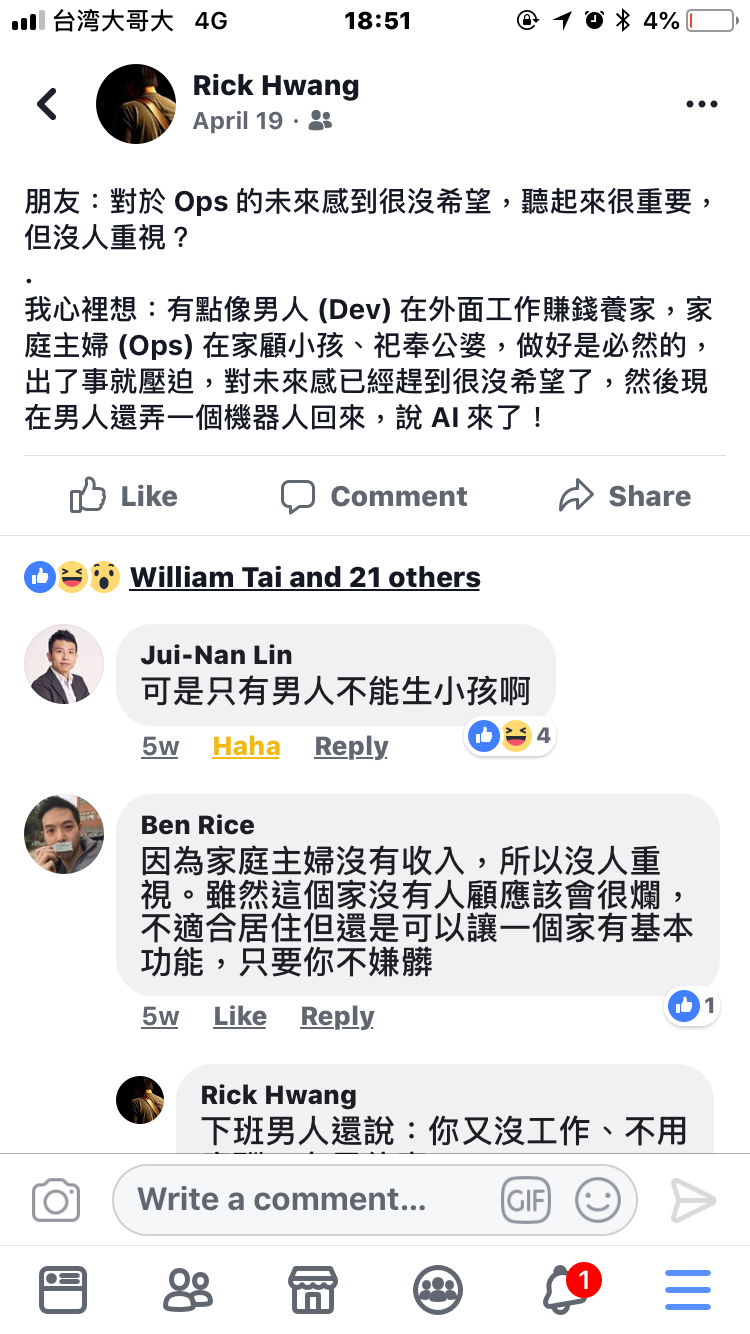 台湾大哥大 4G 18:51 4%
Rick Hwang
April 19 ·
朋友：對於 Ops 的未來感到很沒希望，聽起來很重要，
但沒人重視？
.
我心裡想：有點像男人 (Dev) 在外面工作賺錢養家，家
庭主婦 (Ops) 在家顧小孩、祀奉公婆，做好是必然的，
出了事就壓迫，對未來感已經趕到很沒希望了，然後現
在男人還弄一個機器人回來，說 AI 來了！
Like Comment Share
William Tai and 21 others
Jui-Nan Lin
可是只有男人不能生小孩啊
5w Haha Reply 4
Ben Rice
因為家庭主婦沒有收入，所以沒人重
視。雖然這個家沒有人顧應該會很爛，
不適合居住但還是可以讓一個家有基本
功能，只要你不嫌髒
5w Like Reply 1
Rick Hwang
下班男人還說：你又沒工作、不用
Write a comment... GIF
1